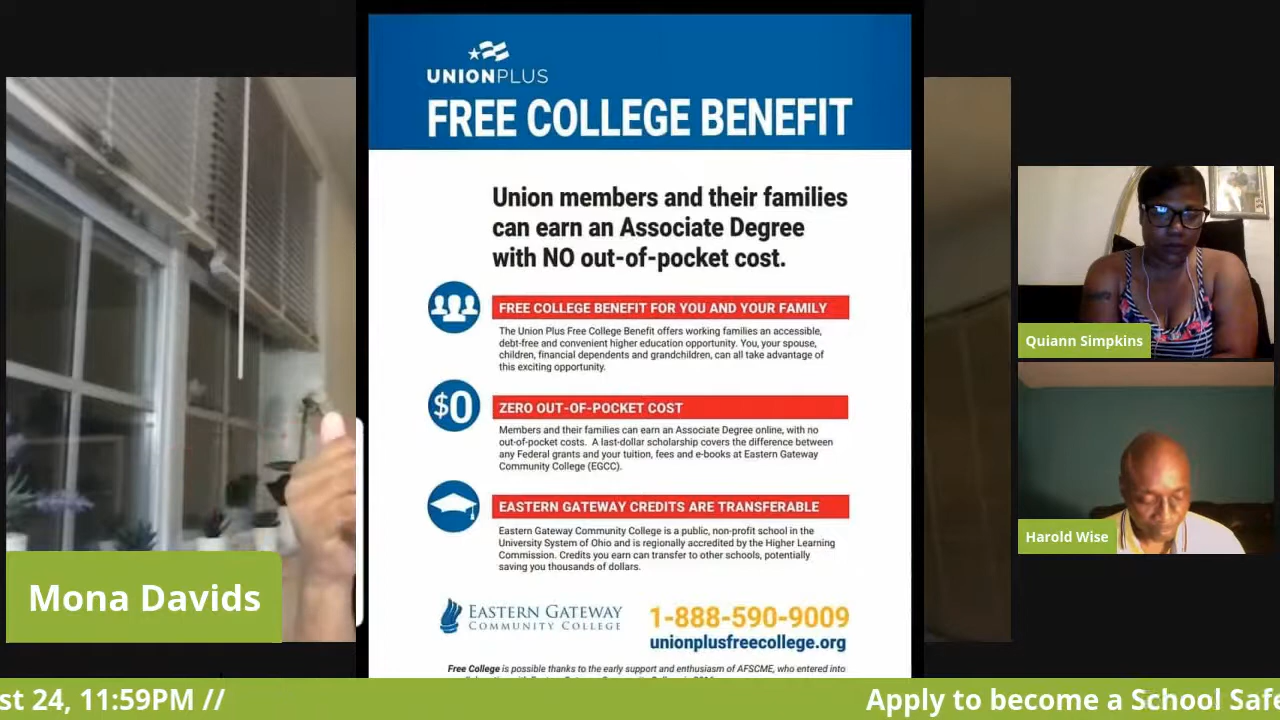 UNIONPLUS
FREE COLLEGE BENEFIT
Union members and their families
can earn an Associate Degree
with NO out-of-pocket cost.
FREE COLLEGE BENEFIT FOR YOU AND YOUR FAMILY
The Union Plus Free College Benefit offers working families an accessible,
debt-free and convenient higher education opportunity. You, your spouse,
children, financial dependents and grandchildren, can all take advantage of
this exciting opportunity.
$0
ZERO OUT-OF-POCKET COST
Members and their families can earn an Associate Degree online, with no
out-of-pocket costs. A last-dollar scholarship covers the difference between
any Federal grants and your tuition, fees and e-books at Eastern Gateway
Community College (EGCC).
EASTERN GATEWAY CREDITS ARE TRANSFERABLE
Eastern Gateway Community College is a public, non-profit school in the
University System of Ohio and is regionally accredited by the Higher Learning
Commission. Credits you earn can transfer to other schools, potentially
saving you thousands of dollars.
EASTERN GATEWAY
COMMUNITY COLLEGE
1-888-590-9009
unionplusfreecollege.org
Free College is possible thanks to the early support and enthusiasm of AFSCME, who entered into
Mona Davids
Quiann Simpkins
Harold Wise
st 24, 11:59PM //
Apply to become a School Safe